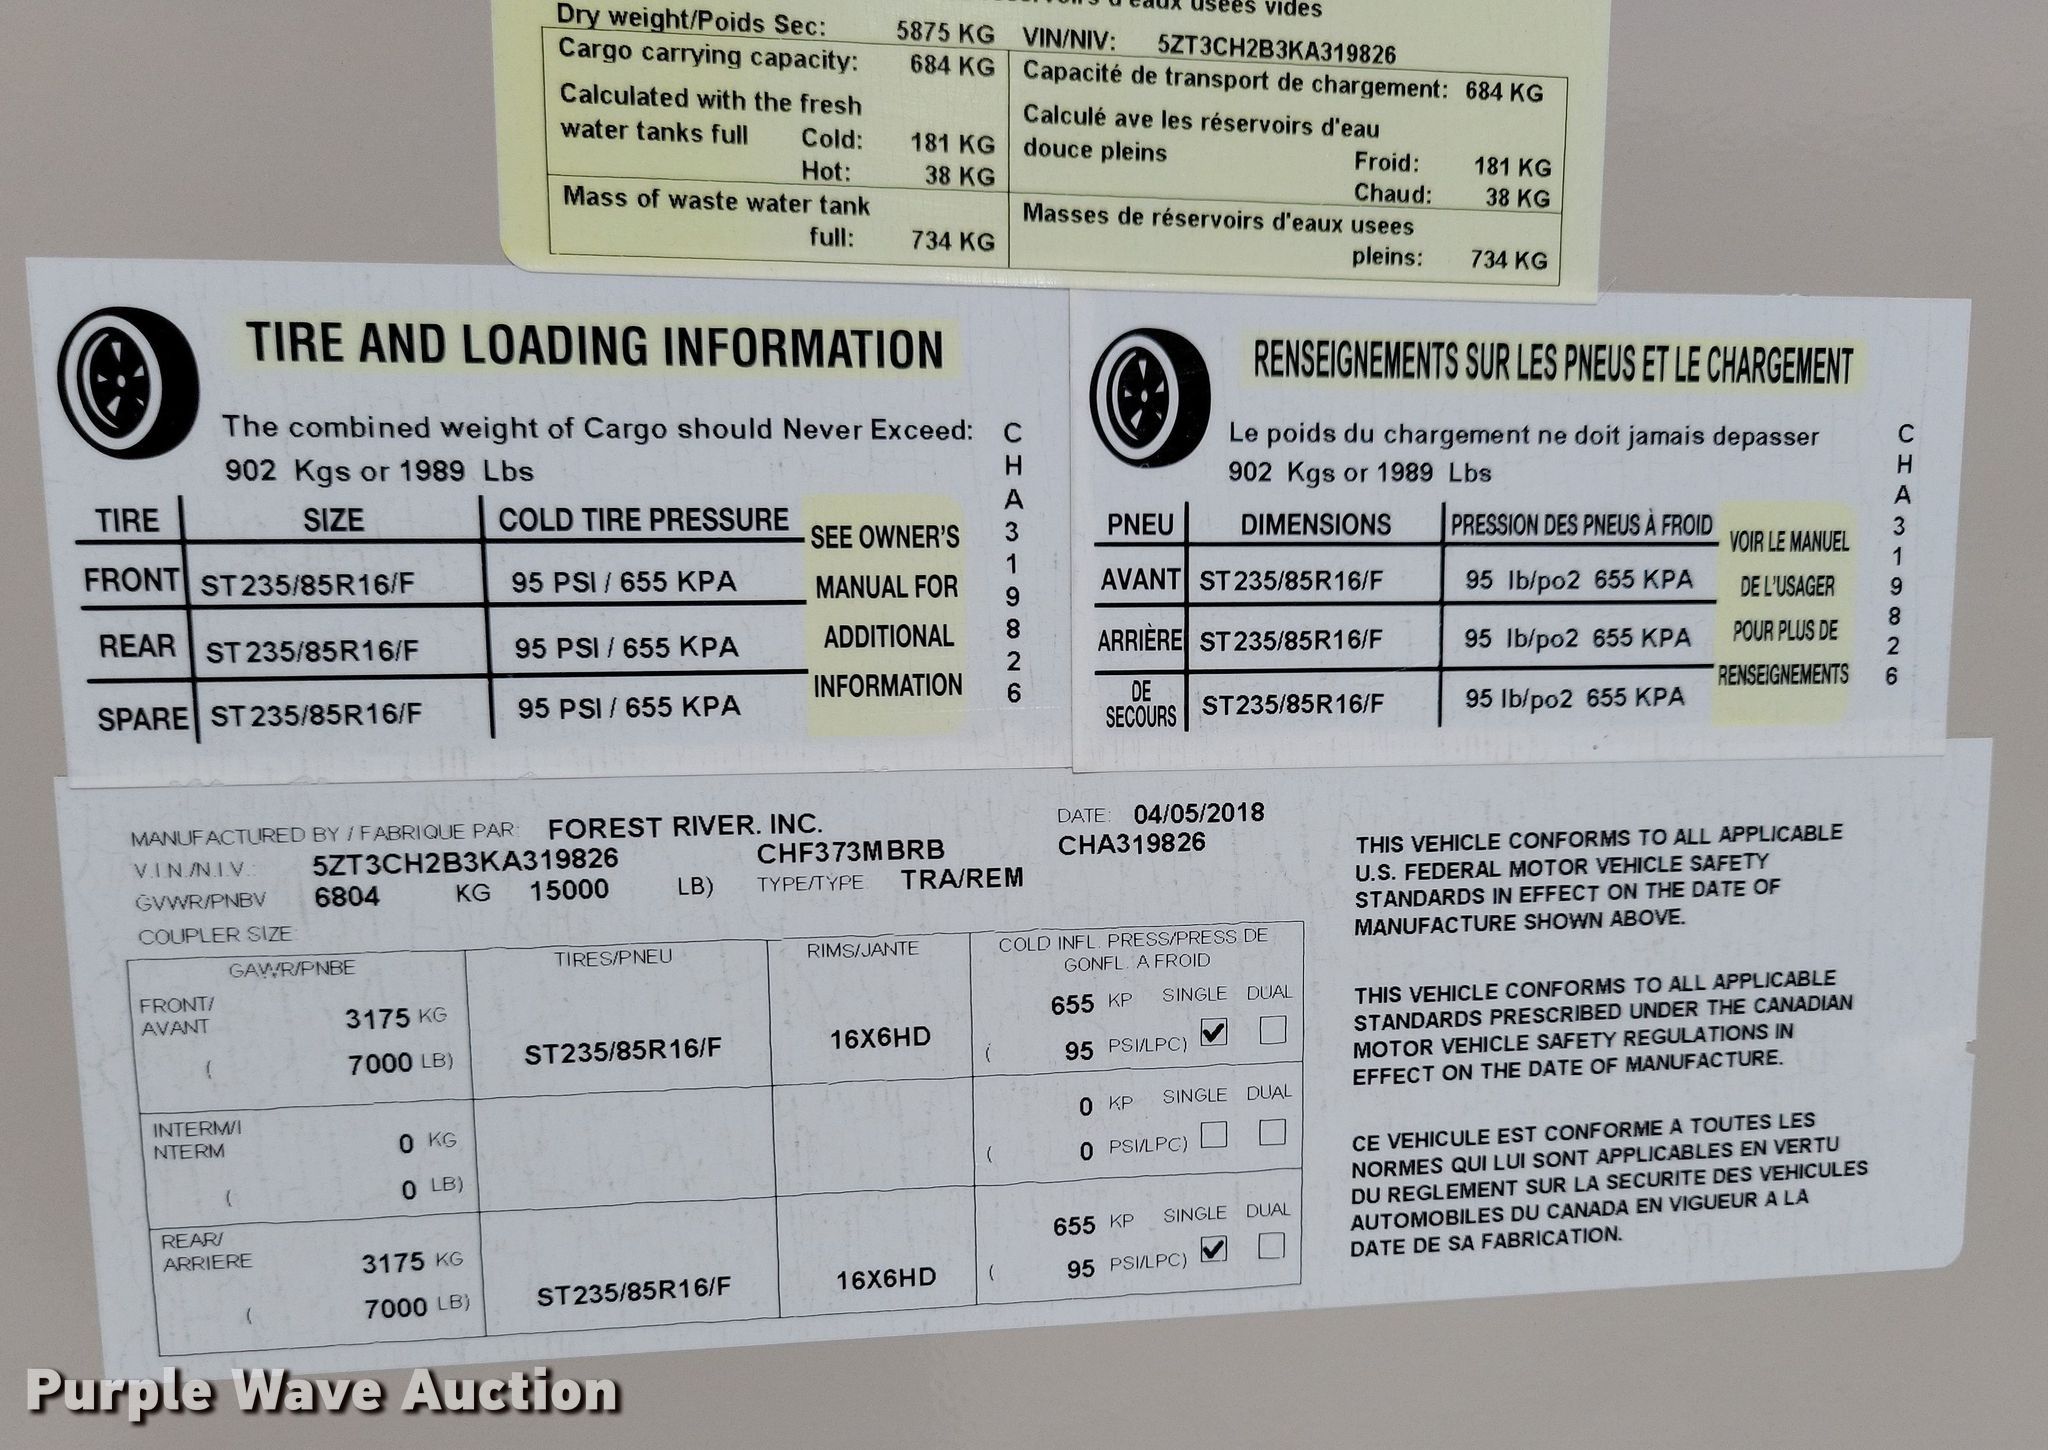 réservoirs d'eaux usées vides
Dry weight/Poids Sec: 5875 KG VIN/NIV: 5ZT3CH2B3KA319826
Cargo carrying capacity: 684 KG
Calculated with the fresh
water tanks full Cold: 181 KG
Hot: 38 KG
Mass of waste water tank
full: 734 KG
Capacité de transport de chargement: 684 KG
Calculé ave les réservoirs d'eau
douce pleins
Froid: 181 KG
Chaud: 38 KG
Masses de réservoirs d'eaux usees
pleins: 734 KG
TIRE AND LOADING INFORMATION
The combined weight of Cargo should Never Exceed:
902 Kgs or 1989 Lbs
TIRE SIZE COLD TIRE PRESSURE
FRONT ST235/85R16/F 95 PSI / 655 KPA
REAR ST235/85R16/F 95 PSI / 655 KPA
SPARE ST235/85R16/F 95 PSI / 655 KPA
SEE OWNER'S
MANUAL FOR
ADDITIONAL
INFORMATION
CHA319826
RENSEIGNEMENTS SUR LES PNEUS ET LE CHARGEMENT
Le poids du chargement ne doit jamais depasser
902 Kgs or 1989 Lbs
PNEU DIMENSIONS PRESSION DES PNEUS À FROID
AVANT ST235/85R16/F 95 lb/po2 655 KPA
ARRIÈRE ST235/85R16/F 95 lb/po2 655 KPA
DE
SECOURS ST235/85R16/F 95 lb/po2 655 KPA
VOIR LE MANUEL
DE L'USAGER
POUR PLUS DE
RENSEIGNEMENTS
CHA319826
MANUFACTURED BY / FABRIQUE PAR: FOREST RIVER. INC. DATE: 04/05/2018
V.I.N./N.I.V.: 5ZT3CH2B3KA319826 CHF373MBRB CHA319826
GVWR/PNBV 6804 KG 15000 LB) TYPE/TYPE TRA/REM
COUPLER SIZE:
GAWR/PNBE TIRES/PNEU RIMS/JANTE COLD INFL. PRESS/PRESS DE
GONFL. A FROID
FRONT/
AVANT 3175 KG ST235/85R16/F 16X6HD 655 KP SINGLE DUAL
( 7000 LB) ( 95 PSI/LPC) ✔
INTERM/I
NTERM 0 KG 0 KP SINGLE DUAL
( 0 LB) ( 0 PSI/LPC)
REAR/
ARRIERE 3175 KG ST235/85R16/F 16X6HD 655 KP SINGLE DUAL
( 7000 LB) ( 95 PSI/LPC) ✔
THIS VEHICLE CONFORMS TO ALL APPLICABLE
U.S. FEDERAL MOTOR VEHICLE SAFETY
STANDARDS IN EFFECT ON THE DATE OF
MANUFACTURE SHOWN ABOVE.
THIS VEHICLE CONFORMS TO ALL APPLICABLE
STANDARDS PRESCRIBED UNDER THE CANADIAN
MOTOR VEHICLE SAFETY REGULATIONS IN
EFFECT ON THE DATE OF MANUFACTURE.
CE VEHICULE EST CONFORME A TOUTES LES
NORMES QUI LUI SONT APPLICABLES EN VERTU
DU REGLEMENT SUR LA SECURITE DES VEHICULES
AUTOMOBILES DU CANADA EN VIGUEUR A LA
DATE DE SA FABRICATION.
Purple Wave Auction